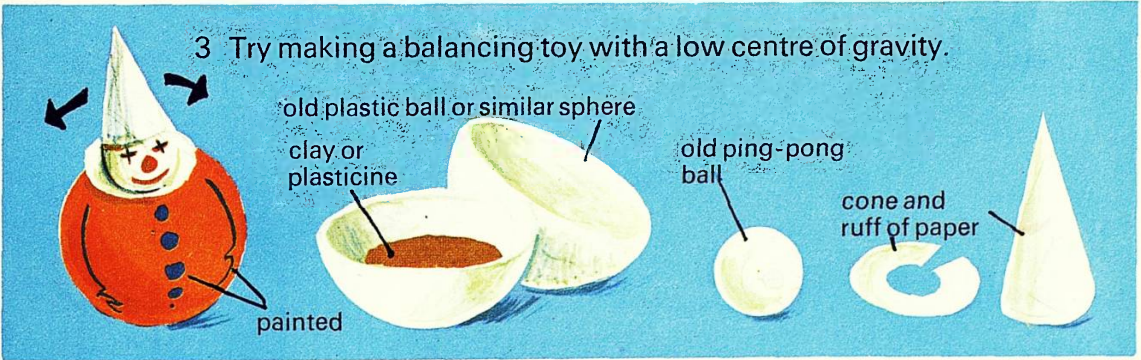 3 Try making a balancing toy with a low centre of gravity.
old plastic ball or similar sphere
clay or
plasticine
old ping-pong
ball
cone and
ruff of paper
painted